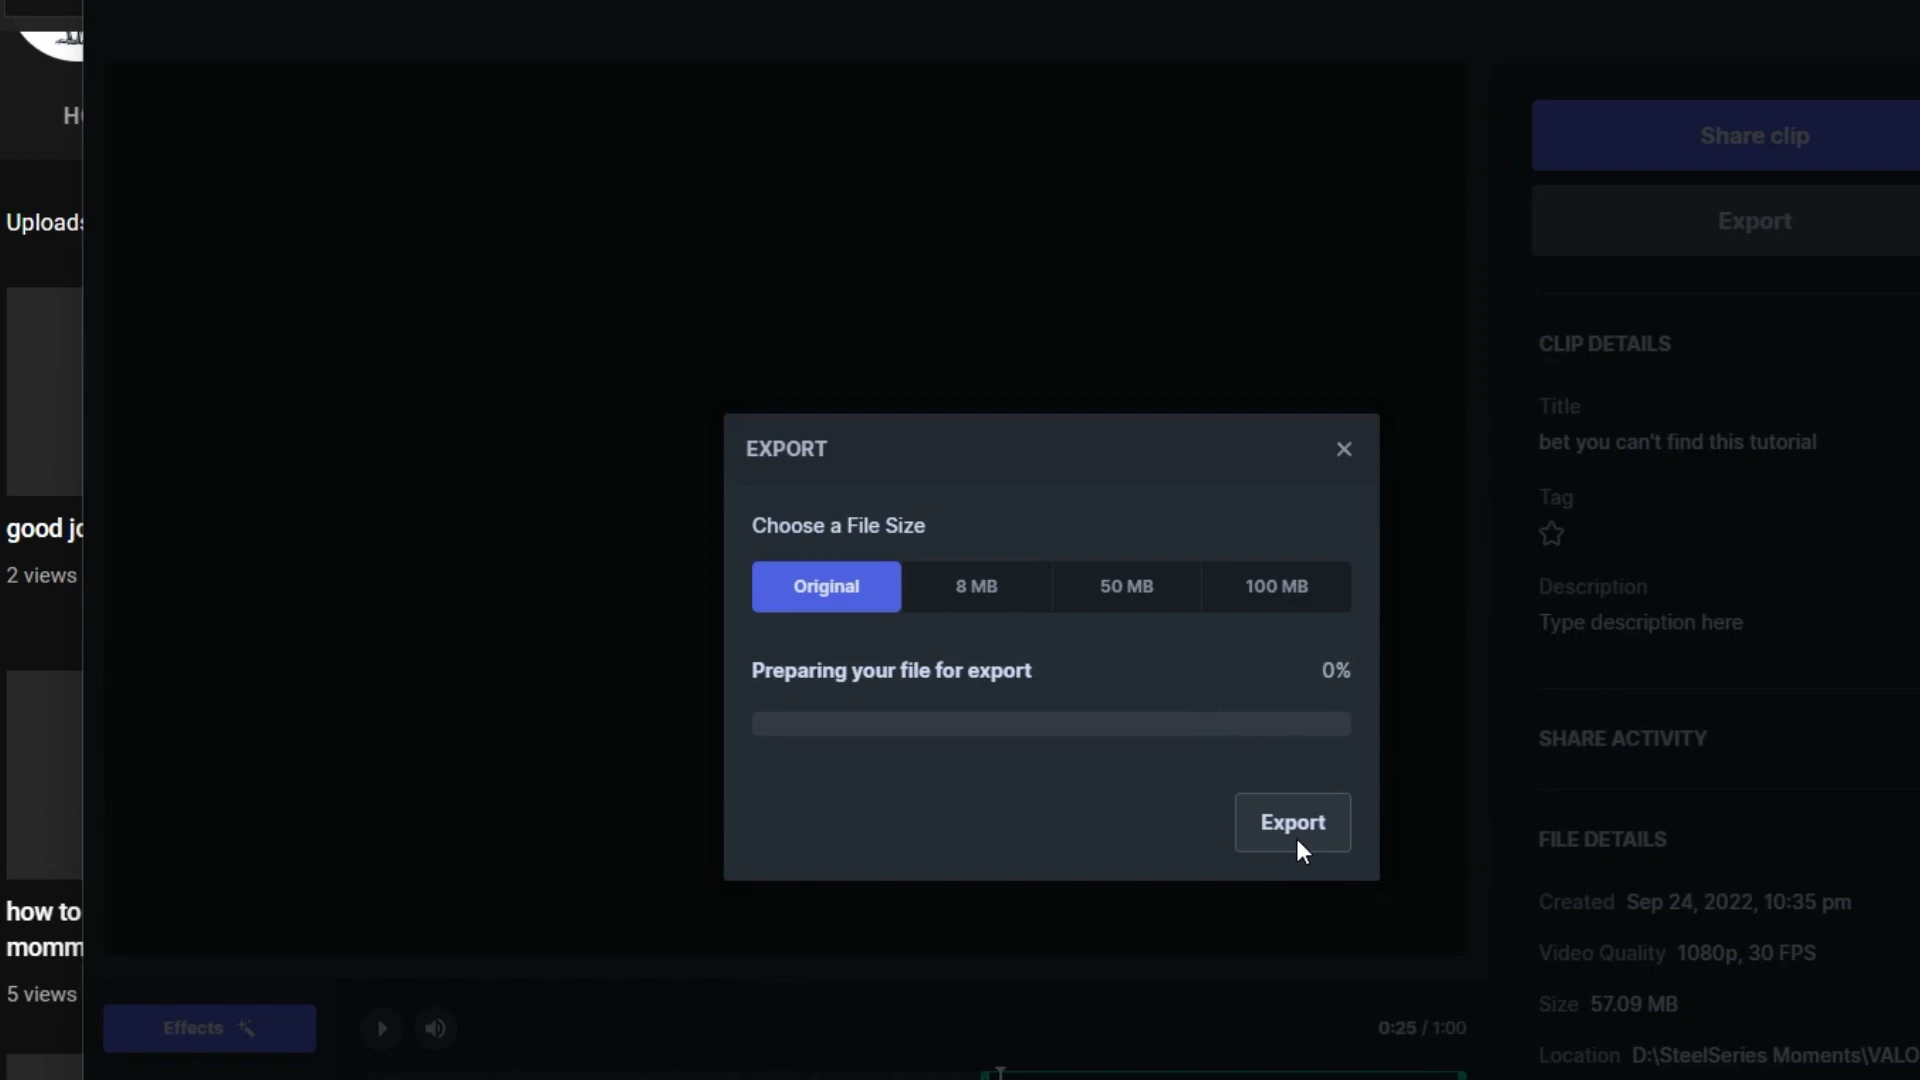 Uploads
good jo
2 views
how to
momm
5 views
EXPORT
Choose a File Size
Original
8 MB
50 MB
100 MB
Preparing your file for export
0%
Export
Effects
0:25 / 1:00
Share clip
Export
CLIP DETAILS
Title
bet you can't find this tutorial
Tag
Description
Type description here
SHARE ACTIVITY
FILE DETAILS
Created Sep 24, 2022, 10:35 pm
Video Quality 1080p, 30 FPS
Size 57.09 MB
Location D:\SteelSeries Moments\VALO